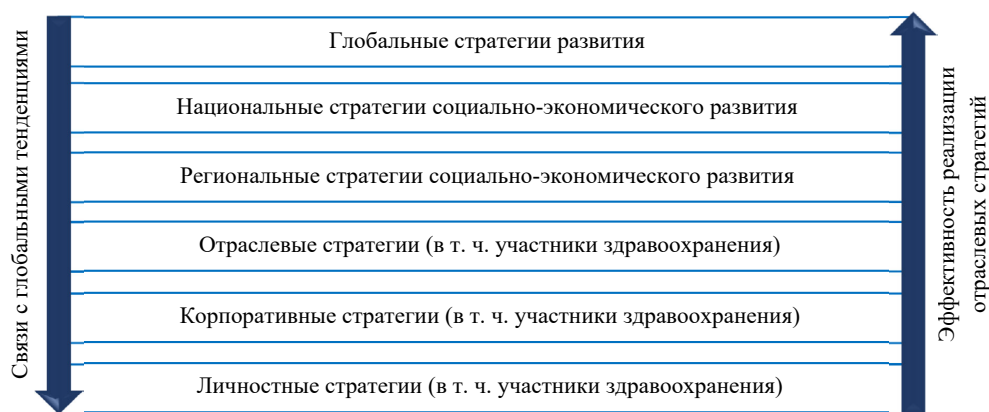 Связи с глобальными тенденциями
Глобальные стратегии развития
Национальные стратегии социально-экономического развития
Региональные стратегии социально-экономического развития
Отраслевые стратегии (в т. ч. участники здравоохранения)
Корпоративные стратегии (в т. ч. участники здравоохранения)
Личностные стратегии (в т. ч. участники здравоохранения)
Эффективность реализации
отраслевых стратегий